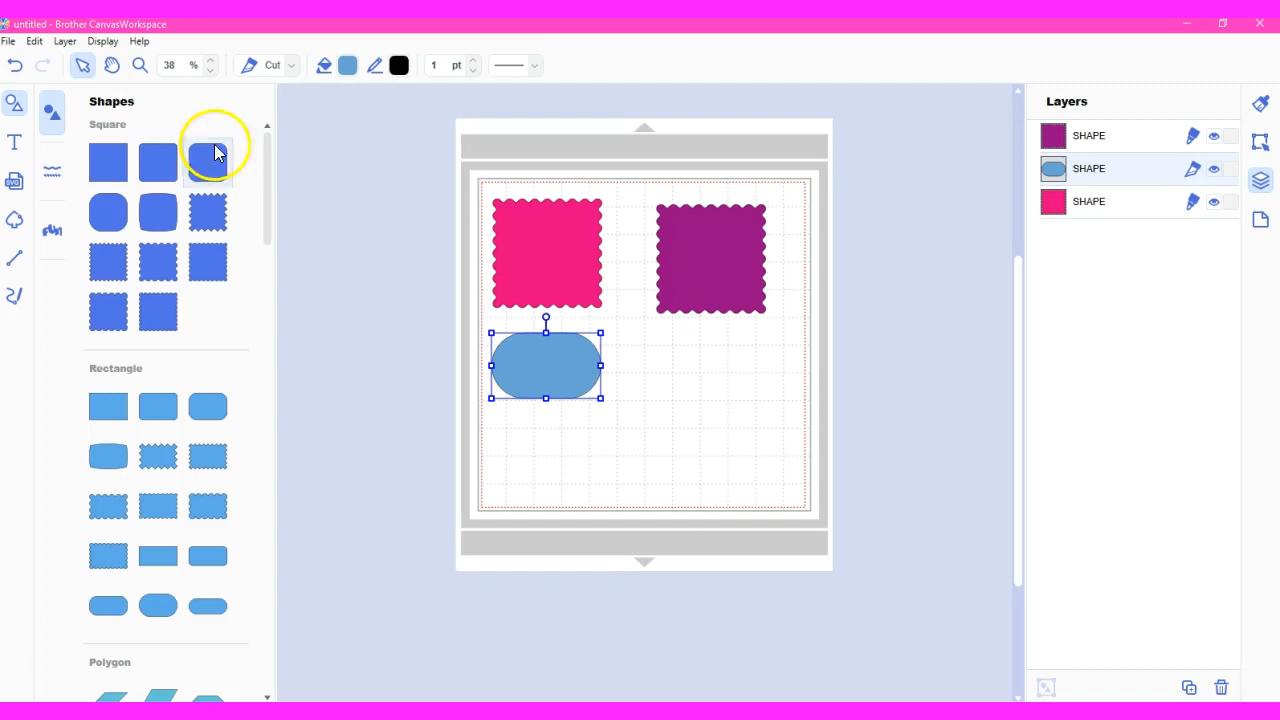 untitled - Brother CanvasWorkspace
File Edit Layer Display Help
38 % Cut 1 pt
Shapes
Square
SVG
Rectangle
Polygon
Layers
SHAPE
SHAPE
SHAPE